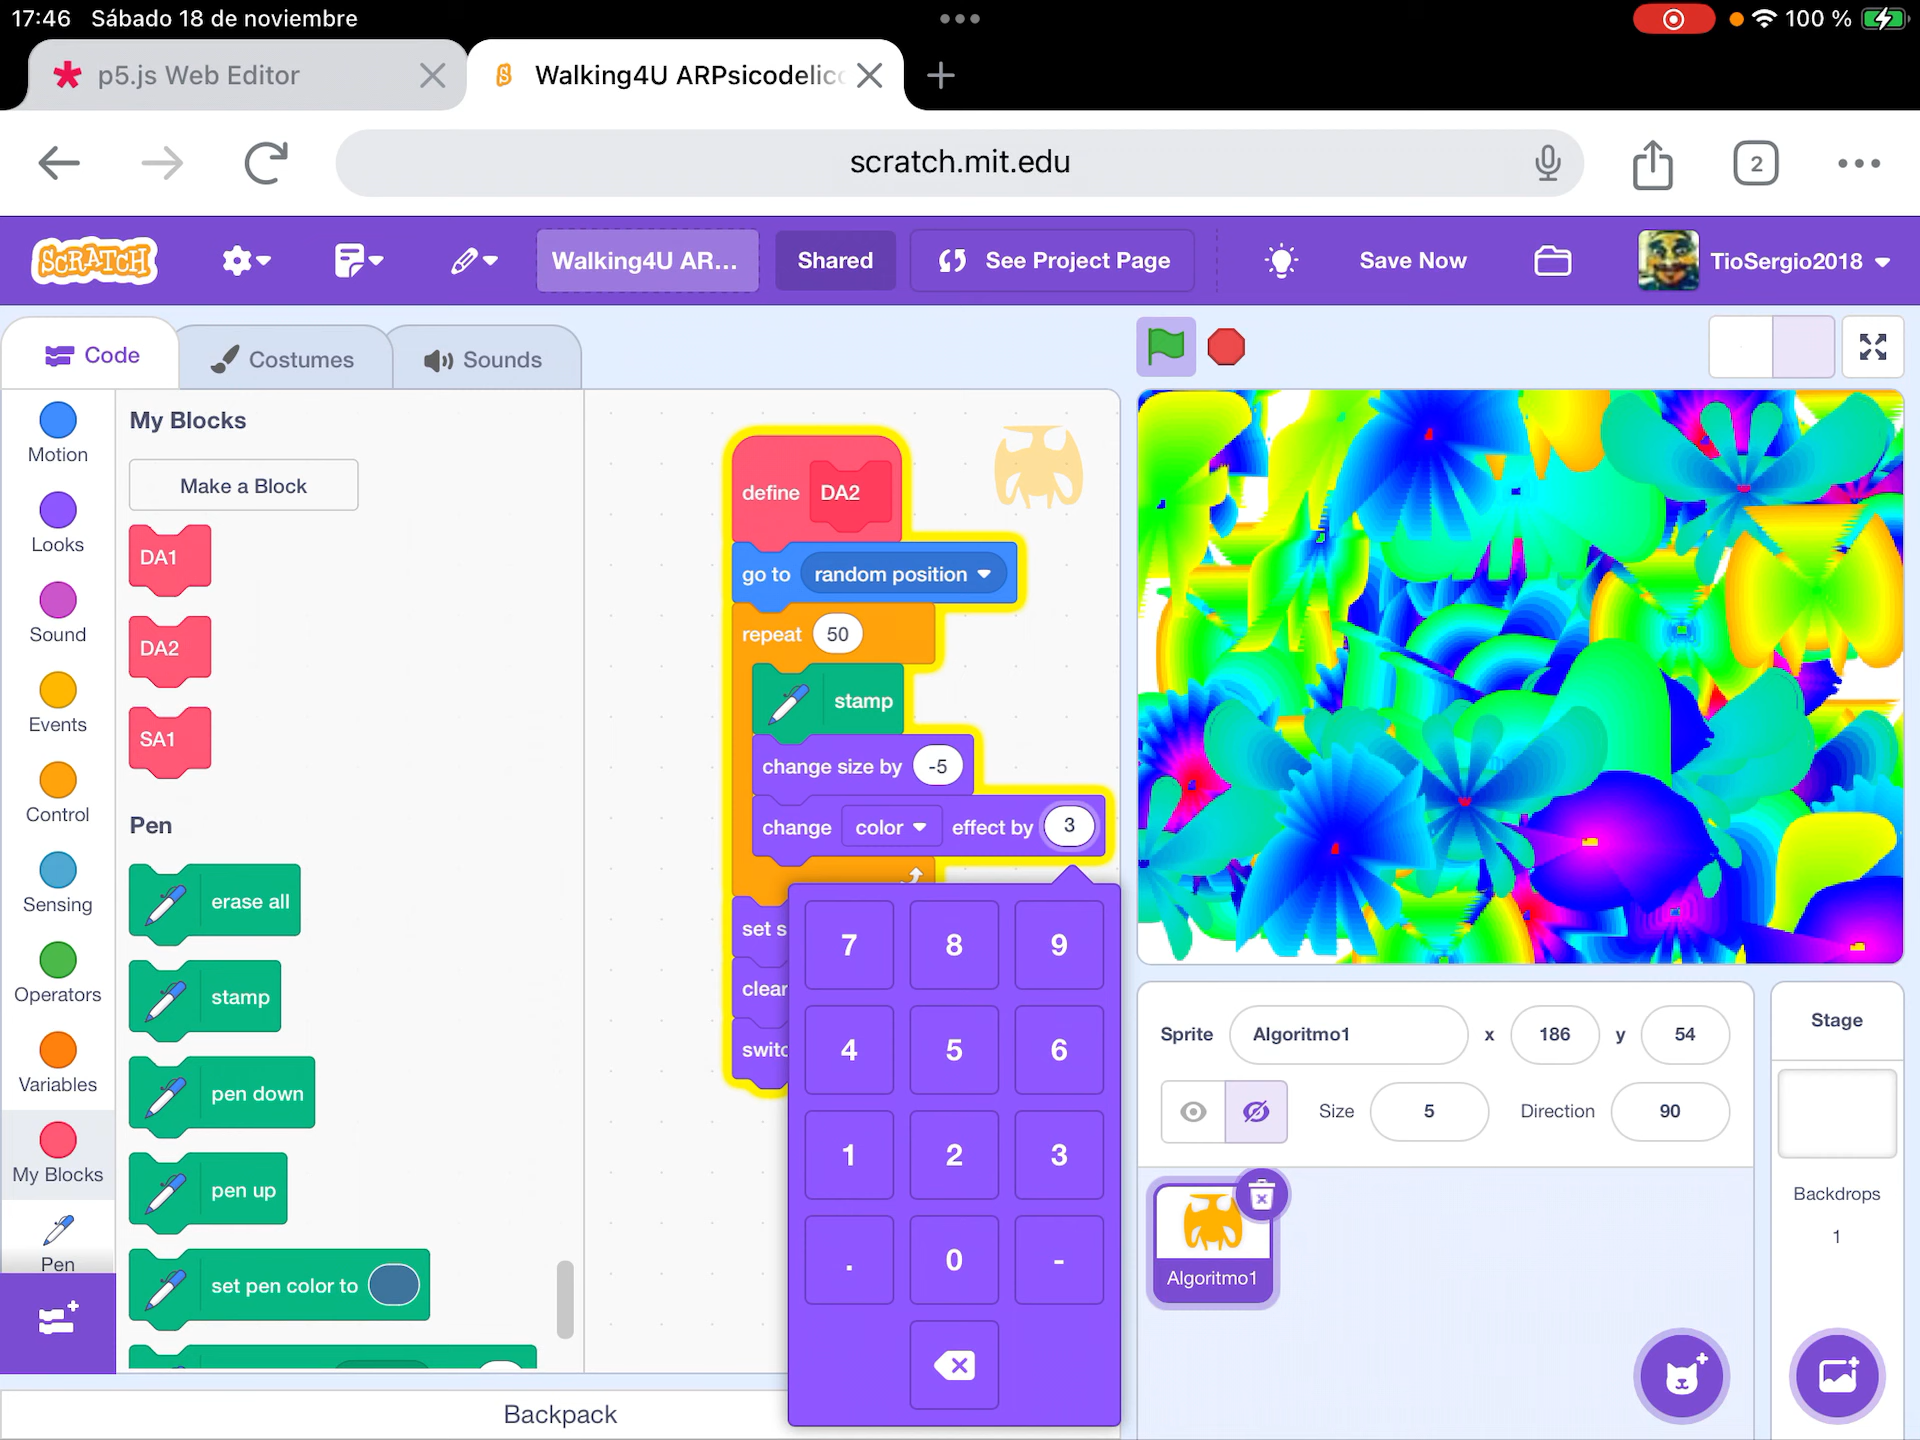 17:46 Sábado 18 de noviembre
100 %
p5.js Web Editor
Walking4U ARPsicodelico
scratch.mit.edu
2
SCRATCH
Walking4U AR...
Shared
See Project Page
Save Now
TioSergio2018
Code
Costumes
Sounds
Motion
Looks
Sound
Events
Control
Sensing
Operators
Variables
My Blocks
Pen
My Blocks
Make a Block
DA1
DA2
SA1
Pen
erase all
stamp
pen down
pen up
set pen color to
define DA2
go to random position
repeat 50
stamp
change size by -5
change color effect by 3
set s
clear
switc
7 8 9
4 5 6
1 2 3
. 0 -
Backpack
Sprite Algoritmo1 x 186 y 54
Size 5 Direction 90
Algoritmo1
Stage
Backdrops
1